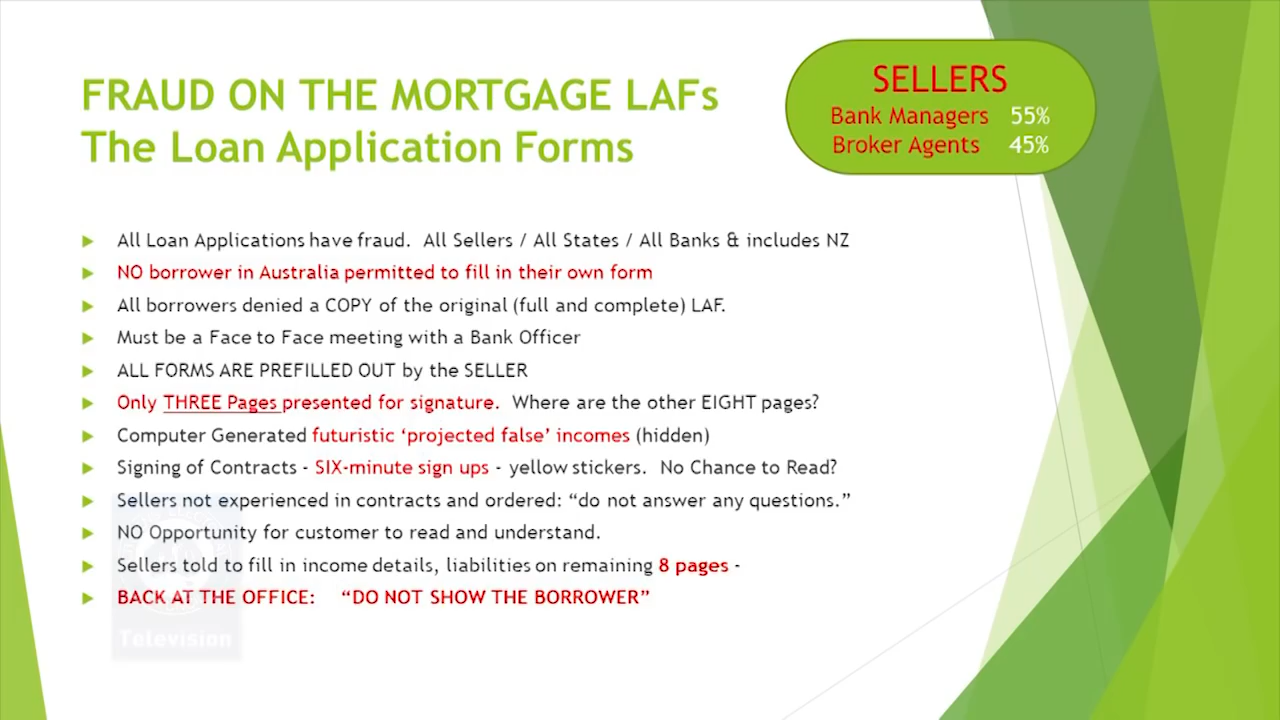 FRAUD ON THE MORTGAGE LAFs
The Loan Application Forms
SELLERS
Bank Managers 55%
Broker Agents 45%
All Loan Applications have fraud. All Sellers / All States / All Banks & includes NZ
NO borrower in Australia permitted to fill in their own form
All borrowers denied a COPY of the original (full and complete) LAF.
Must be a Face to Face meeting with a Bank Officer
ALL FORMS ARE PREFILLED OUT by the SELLER
Only THREE Pages presented for signature. Where are the other EIGHT pages?
Computer Generated futuristic ‘projected false’ incomes (hidden)
Signing of Contracts - SIX-minute sign ups - yellow stickers. No Chance to Read?
Sellers not experienced in contracts and ordered: “do not answer any questions.”
NO Opportunity for customer to read and understand.
Sellers told to fill in income details, liabilities on remaining 8 pages -
BACK AT THE OFFICE: “DO NOT SHOW THE BORROWER”
Television